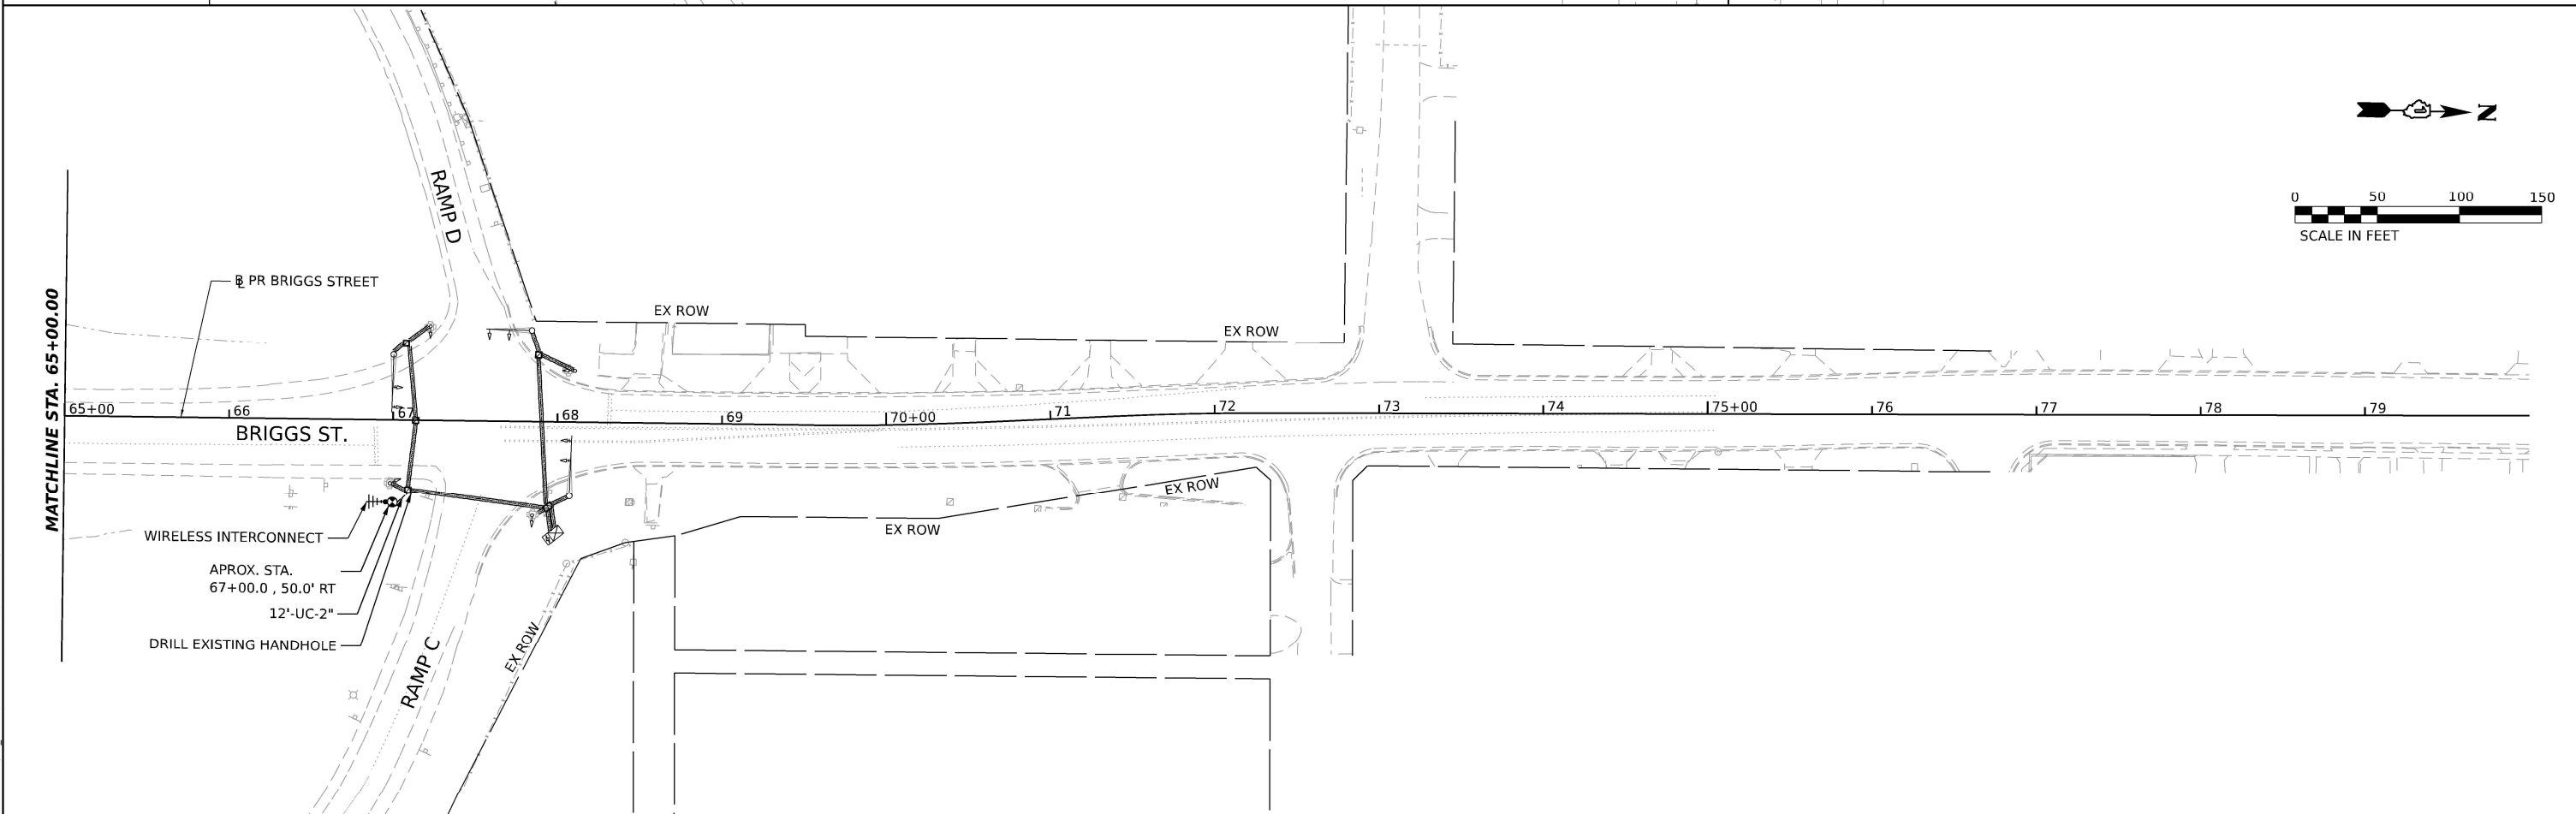 N
0 50 100 150
SCALE IN FEET
RAMP D
MATCHLINE STA. 65+00.00
℄ PR BRIGGS STREET
EX ROW
EX ROW
65+00 66 67 68 69 70+00 71 72 73 74 75+00 76 77 78 79
BRIGGS ST.
EX ROW
EX ROW
WIRELESS INTERCONNECT
APROX. STA.
67+00.0 , 50.0' RT
12'-UC-2"
DRILL EXISTING HANDHOLE
RAMP C
EX ROW